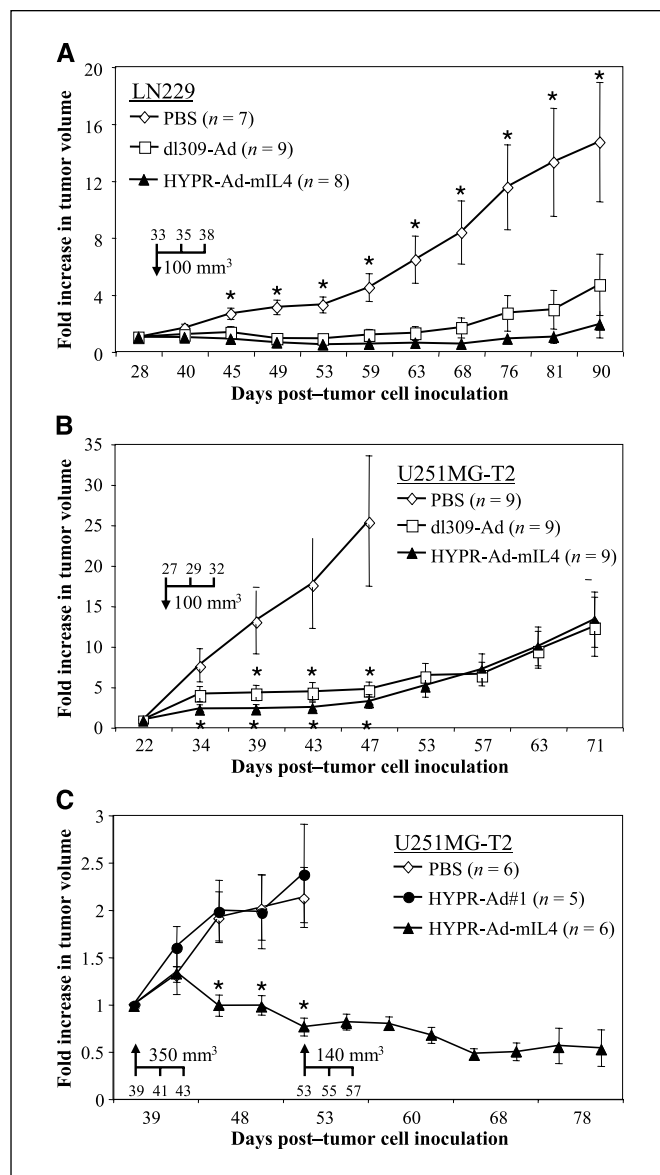 A
LN229
PBS (n = 7)
dl309-Ad (n = 9)
HYPR-Ad-mIL4 (n = 8)
33 35 38
100 mm³
Fold increase in tumor volume
20
16
12
8
4
0
* * * * * * * * *
28 40 45 49 53 59 63 68 76 81 90
Days post–tumor cell inoculation
B
U251MG-T2
PBS (n = 9)
dl309-Ad (n = 9)
HYPR-Ad-mIL4 (n = 9)
27 29 32
100 mm³
Fold increase in tumor volume
35
30
25
20
15
10
5
0
* * *
* * * *
22 34 39 43 47 53 57 63 71
Days post–tumor cell inoculation
C
U251MG-T2
PBS (n = 6)
HYPR-Ad#1 (n = 5)
HYPR-Ad-mIL4 (n = 6)
Fold increase in tumor volume
3
2.5
2
1.5
1
0.5
0
* * *
350 mm³
39 41 43
140 mm³
53 55 57
39 48 53 60 68 78
Days post–tumor cell inoculation